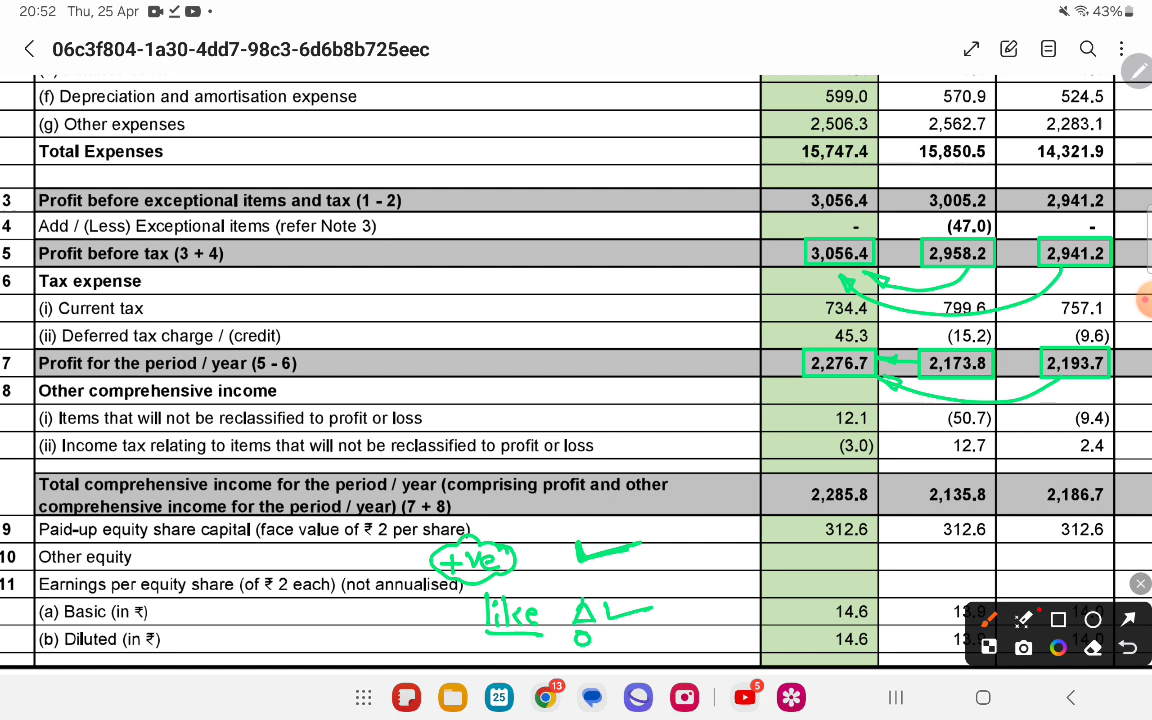 20:52 Thu, 25 Apr 43%
06c3f804-1a30-4dd7-98c3-6d6b8b725eec
(f) Depreciation and amortisation expense 599.0 570.9 524.5
(g) Other expenses 2,506.3 2,562.7 2,283.1
Total Expenses 15,747.4 15,850.5 14,321.9
3 Profit before exceptional items and tax (1 - 2) 3,056.4 3,005.2 2,941.2
4 Add / (Less) Exceptional items (refer Note 3) - (47.0) -
5 Profit before tax (3 + 4) 3,056.4 2,958.2 2,941.2
6 Tax expense
(i) Current tax 734.4 799.6 757.1
(ii) Deferred tax charge / (credit) 45.3 (15.2) (9.6)
7 Profit for the period / year (5 - 6) 2,276.7 2,173.8 2,193.7
8 Other comprehensive income
(i) Items that will not be reclassified to profit or loss 12.1 (50.7) (9.4)
(ii) Income tax relating to items that will not be reclassified to profit or loss (3.0) 12.7 2.4
Total comprehensive income for the period / year (comprising profit and other
comprehensive income for the period / year) (7 + 8) 2,285.8 2,135.8 2,186.7
9 Paid-up equity share capital (face value of ₹ 2 per share) 312.6 312.6 312.6
10 Other equity
+ve
11 Earnings per equity share (of ₹ 2 each) (not annualised)
(a) Basic (in ₹) 14.6 13.9 14.0
like
(b) Diluted (in ₹) 14.6 13.9 14.0
25 13 5